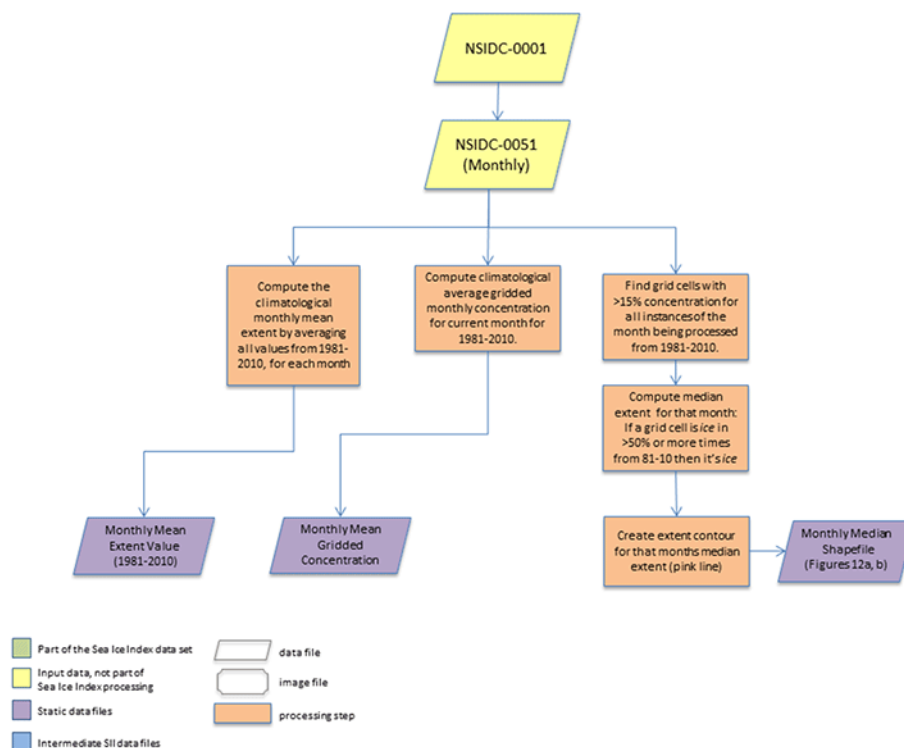 NSIDC-0001
NSIDC-0051
(Monthly)
Compute the
climatological
monthly mean
extent by averaging
all values from 1981-
2010, for each month
Compute climatological
average gridded
monthly concentration
for current month for
1981-2010.
Find grid cells with
>15% concentration for
all instances of the
month being processed
from 1981-2010.
Compute median
extent for that month:
If a grid cell is ice in
>50% or more times
from 81-10 then it's ice
Monthly Mean
Extent Value
(1981-2010)
Monthly Mean
Gridded
Concentration
Create extent contour
for that months median
extent (pink line)
Monthly Median
Shapefile
(Figures 12a, b)
Part of the Sea Ice Index data set
Input data, not part of
Sea Ice Index processing
Static data files
Intermediate SII data files
data file
image file
processing step